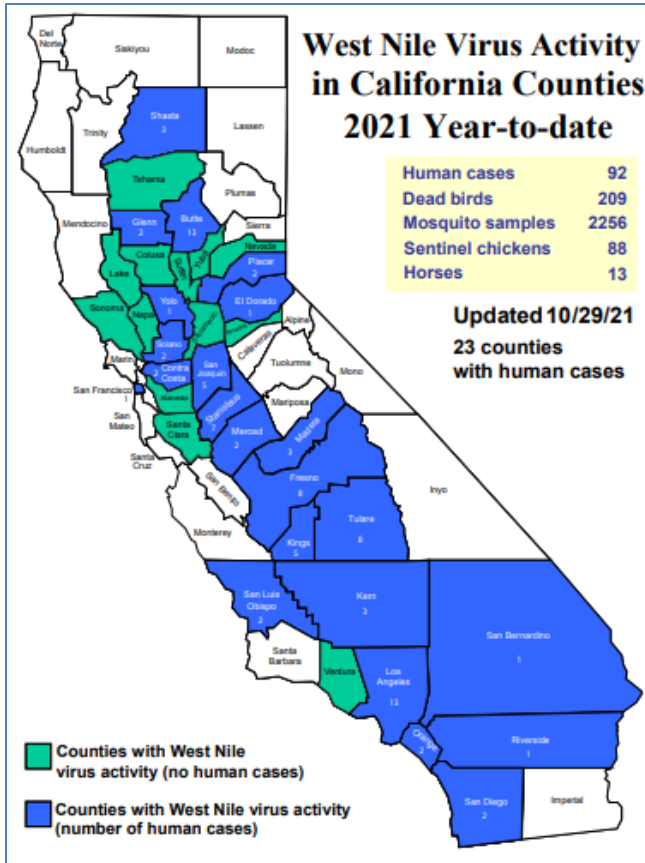 West Nile Virus Activity
in California Counties
2021 Year-to-date
Human cases 92
Dead birds 209
Mosquito samples 2256
Sentinel chickens 88
Horses 13
Updated 10/29/21
23 counties
with human cases
Del
Norte
Siskiyou
Modoc
Shasta
3
Trinity
Humboldt
Lassen
Tehama
Plumas
Mendocino
Glenn
2
Butte
13
Sierra
Nevada
Colusa
Sutter
Yuba
Placer
2
Lake
El Dorado
1
Yolo
1
Sonoma
Napa
Alpine
Solano
2
Marin
Calaveras
Tuolumne
Mono
2
Contra
Costa
San
Joaquin
5
San Francisco
1
Alameda
Mariposa
San
Mateo
Stanislaus
7
Santa
Clara
Merced
2
Madera
3
Santa
Cruz
San Benito
Fresno
8
Inyo
Monterey
Tulare
8
Kings
5
San Luis
Obispo
2
Kern
3
San Bernardino
1
Santa
Barbara
Ventura
Los
Angeles
13
Orange
2
Riverside
1
San Diego
2
Imperial
Counties with West Nile
virus activity (no human cases)
Counties with West Nile virus activity
(number of human cases)